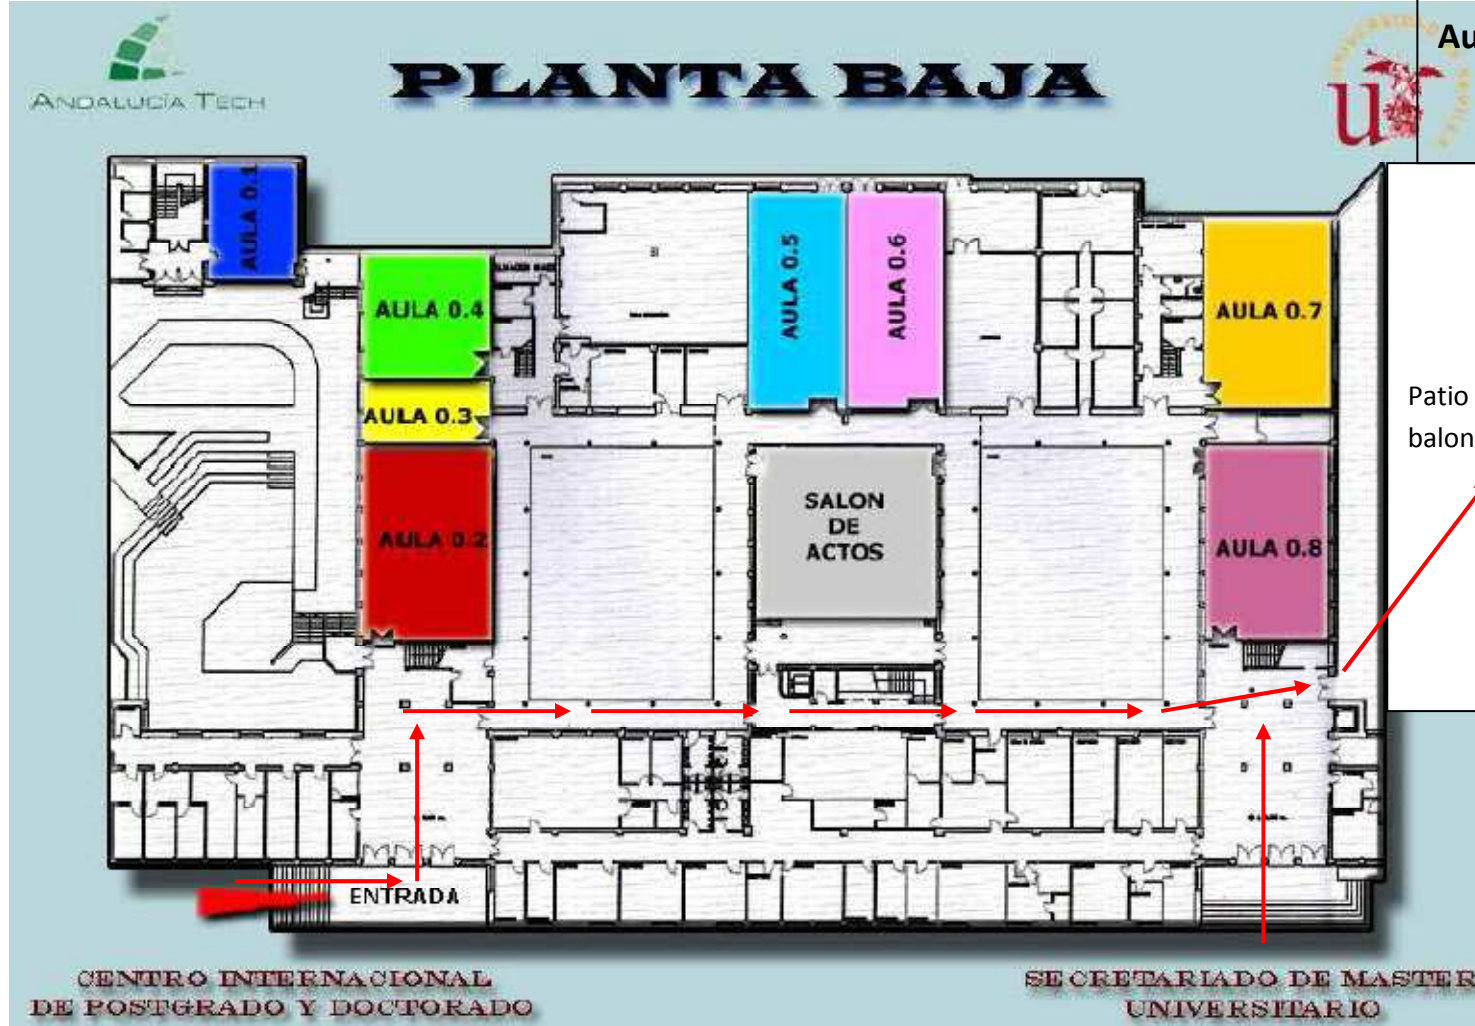 ANDALUCÍA TECH
PLANTA BAJA
Au
AULA 0.1
AULA 0.4
AULA 0.5
AULA 0.6
AULA 0.7
AULA 0.3
Patio
balon
SALON
DE
ACTOS
AULA 0.2
AULA 0.8
ENTRADA
CENTRO INTERNACIONAL
DE POSTGRADO Y DOCTORADO
SECRETARIADO DE MASTER
UNIVERSITARIO